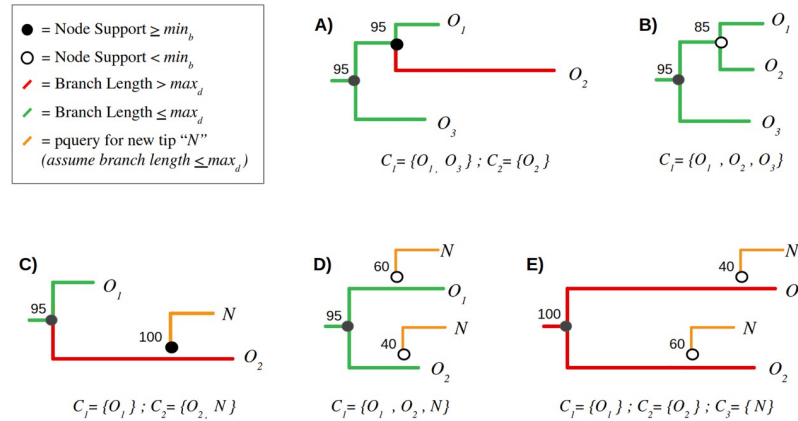 = Node Support ≥ min_b
= Node Support < min_b
= Branch Length > max_d
= Branch Length ≤ max_d
= pquery for new tip “N”
(assume branch length ≤ max_d)
A)
95
O_1
95
O_2
O_3
C_1={O_1, O_3} ; C_2={O_2}
B)
85
O_1
95
O_2
O_3
C_1={O_1 , O_2 , O_3}
C)
O_1
95
N
100
O_2
C_1={O_1} ; C_2={O_2, N}
D)
N
60
O_1
95
N
40
O_2
C_1={O_1 , O_2 , N}
E)
N
40
O
100
N
60
O_2
C_1={O_1} ; C_2={O_2} ; C_3={N}